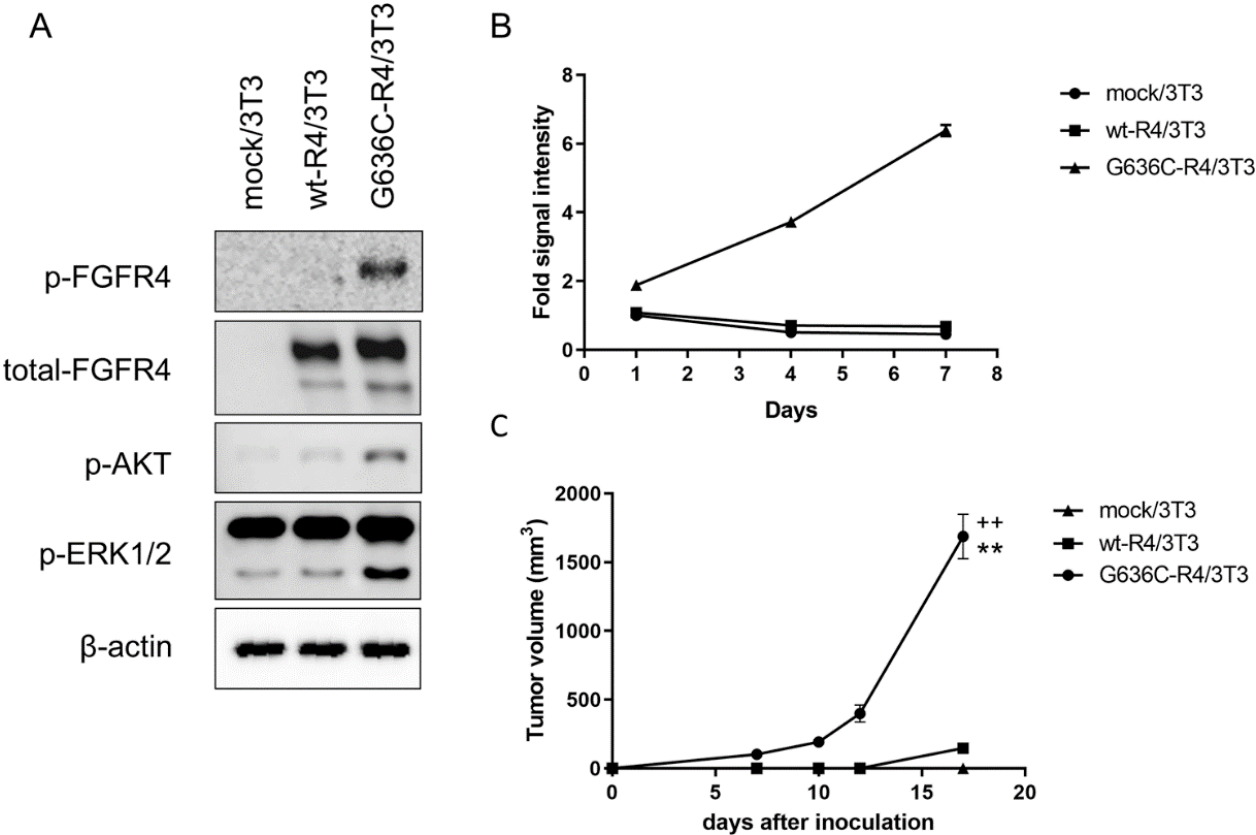 A
mock/3T3
wt-R4/3T3
G636C-R4/3T3
p-FGFR4
total-FGFR4
p-AKT
p-ERK1/2
β-actin
B
Fold signal intensity
8
6
4
2
0
0 1 2 3 4 5 6 7 8
Days
mock/3T3
wt-R4/3T3
G636C-R4/3T3
C
Tumor volume (mm³)
2000
1500
1000
500
0
0 5 10 15 20
days after inoculation
++
**
mock/3T3
wt-R4/3T3
G636C-R4/3T3